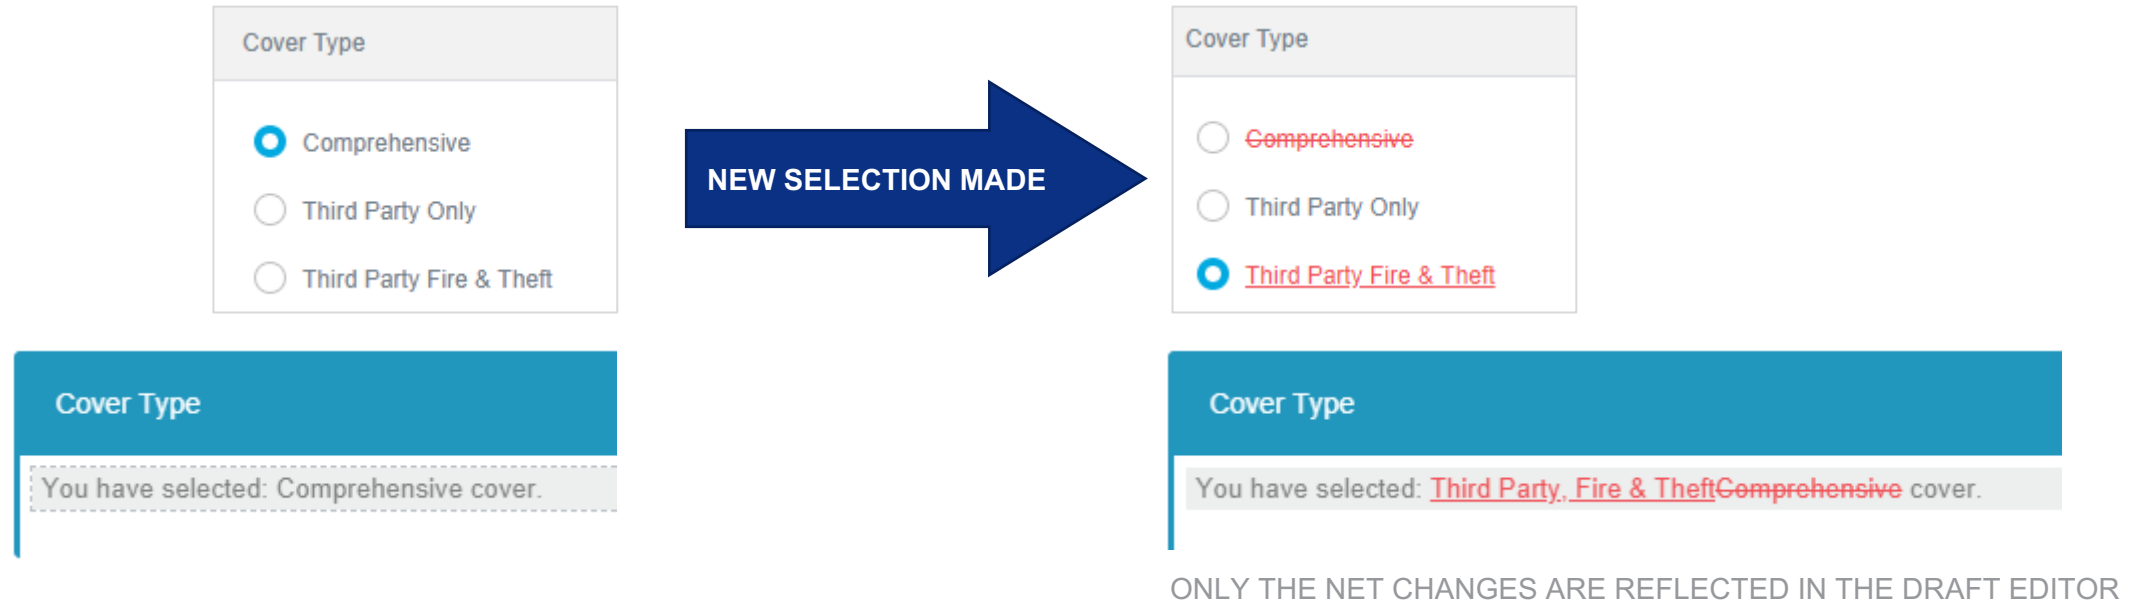 Cover Type
Comprehensive
Third Party Only
Third Party Fire & Theft
Cover Type
You have selected: Comprehensive cover.
NEW SELECTION MADE
Cover Type
Comprehensive
Third Party Only
Third Party Fire & Theft
Cover Type
You have selected: Third Party, Fire & TheftComprehensive cover.
ONLY THE NET CHANGES ARE REFLECTED IN THE DRAFT EDITOR